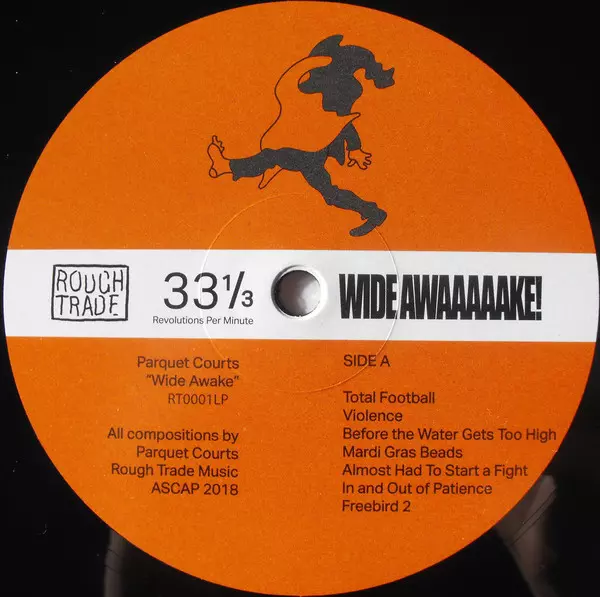 ROUGH
TRADE
33⅓
Revolutions Per Minute
WIDE AWAAAAAKE!
Parquet Courts
"Wide Awake"
RT0001LP
All compositions by
Parquet Courts
Rough Trade Music
ASCAP 2018
SIDE A
Total Football
Violence
Before the Water Gets Too High
Mardi Gras Beads
Almost Had To Start a Fight
In and Out of Patience
Freebird 2